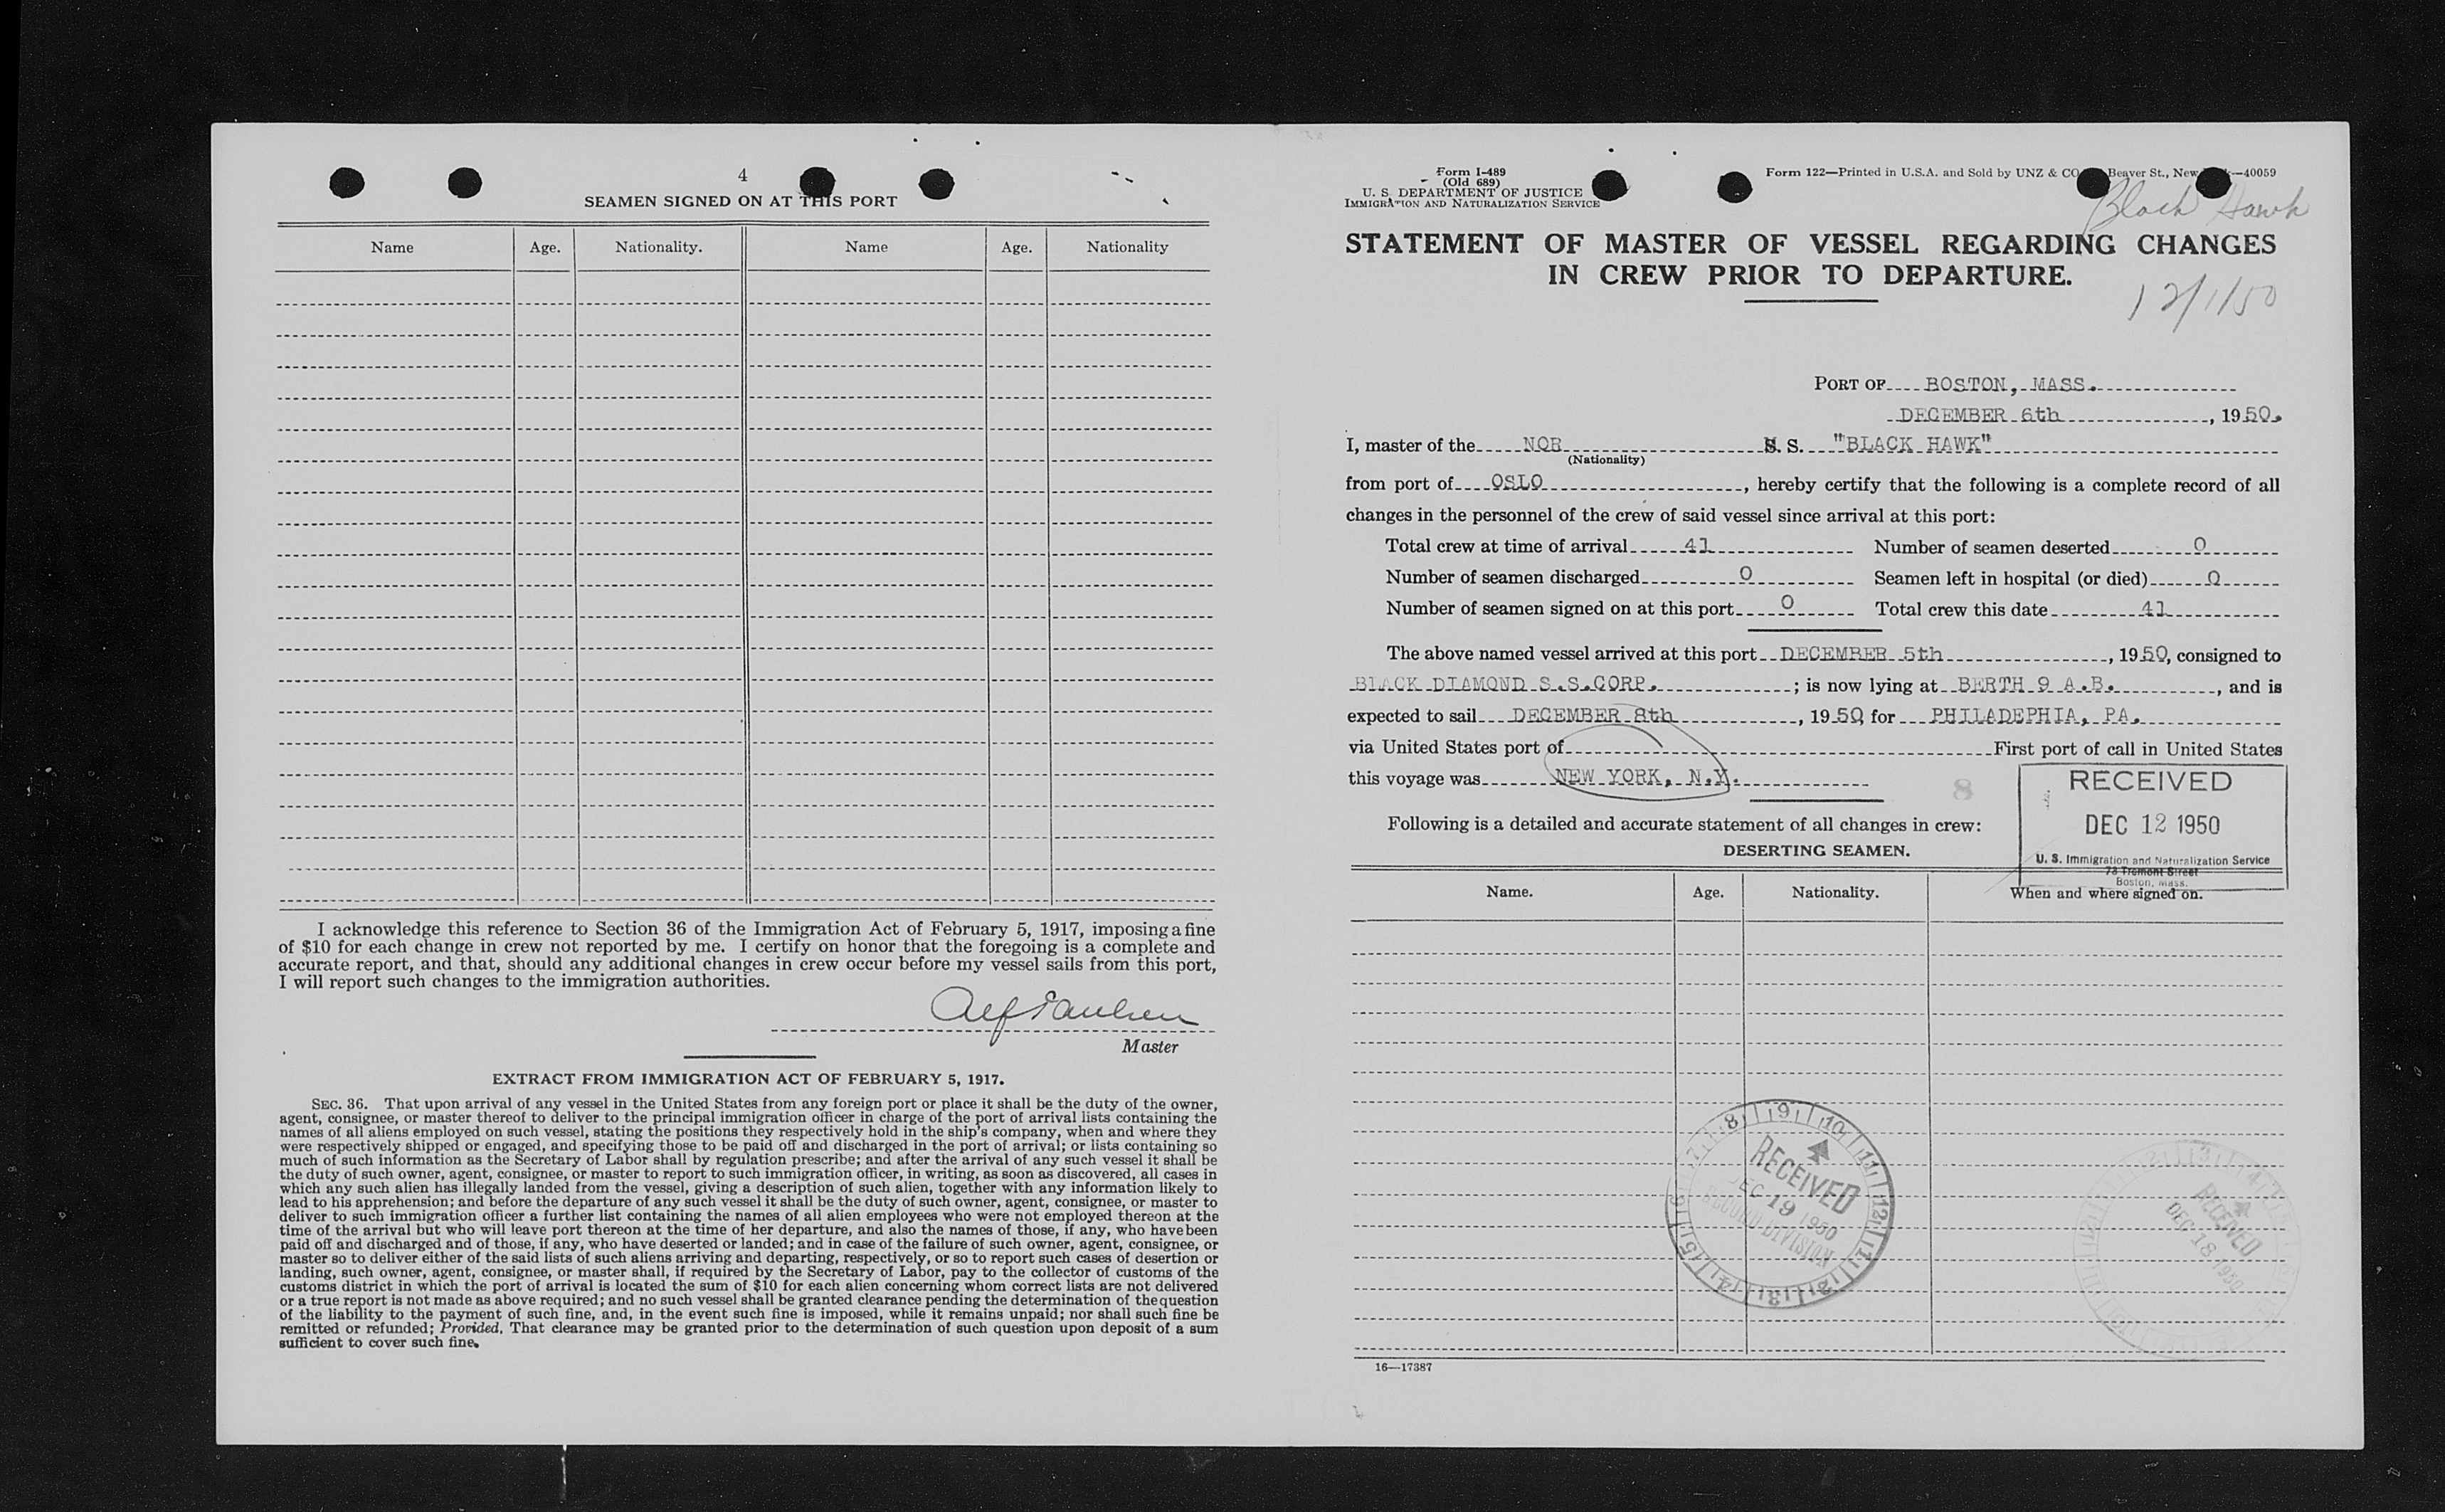 4
SEAMEN SIGNED ON AT THIS PORT
Name Age. Nationality. Name Age. Nationality
I acknowledge this reference to Section 36 of the Immigration Act of February 5, 1917, imposing a fine
of $10 for each change in crew not reported by me. I certify on honor that the foregoing is a complete and
accurate report, and that, should any additional changes in crew occur before my vessel sails from this port,
I will report such changes to the immigration authorities.
Alf Paulsen
Master
EXTRACT FROM IMMIGRATION ACT OF FEBRUARY 5, 1917.
SEC. 36. That upon arrival of any vessel in the United States from any foreign port or place it shall be the duty of the owner,
agent, consignee, or master thereof to deliver to the principal immigration officer in charge of the port of arrival lists containing the
names of all aliens employed on such vessel, stating the positions they respectively hold in the ship's company, when and where they
were respectively shipped or engaged, and specifying those to be paid off and discharged in the port of arrival; or lists containing so
much of such information as the Secretary of Labor shall by regulation prescribe; and after the arrival of any such vessel it shall be
the duty of such owner, agent, consignee, or master to report to such immigration officer, in writing, as soon as discovered, all cases in
which any such alien has illegally landed from the vessel, giving a description of such alien, together with any information likely to
lead to his apprehension; and before the departure of any such vessel it shall be the duty of such owner, agent, consignee, or master to
deliver to such immigration officer a further list containing the names of all alien employees who were not employed thereon at the
time of the arrival but who will leave port thereon at the time of her departure, and also the names of those, if any, who have been
paid off and discharged and of those, if any, who have deserted or landed; and in case of the failure of such owner, agent, consignee, or
master so to deliver either of the said lists of such aliens arriving and departing, respectively, or so to report such cases of desertion or
landing, such owner, agent, consignee, or master shall, if required by the Secretary of Labor, pay to the collector of customs of the
customs district in which the port of arrival is located the sum of $10 for each alien concerning whom correct lists are not delivered
or a true report is not made as above required; and no such vessel shall be granted clearance pending the determination of the question
of the liability to the payment of such fine, and, in the event such fine is imposed, while it remains unpaid; nor shall such fine be
remitted or refunded; Provided, That clearance may be granted prior to the determination of such question upon deposit of a sum
sufficient to cover such fine.
Form I-489
(Old 689)
U. S. DEPARTMENT OF JUSTICE
IMMIGRATION AND NATURALIZATION SERVICE
Form 122—Printed in U.S.A. and Sold by UNZ & CO Beaver St., New —40059
Black Hawk
STATEMENT OF MASTER OF VESSEL REGARDING CHANGES
IN CREW PRIOR TO DEPARTURE.
12/1/50
PORT OF BOSTON, MASS.
DECEMBER 6th, 1950.
I, master of the NOR S. S. "BLACK HAWK"
(Nationality)
from port of OSLO, hereby certify that the following is a complete record of all
changes in the personnel of the crew of said vessel since arrival at this port:
Total crew at time of arrival 41 Number of seamen deserted 0
Number of seamen discharged 0 Seamen left in hospital (or died) 0
Number of seamen signed on at this port 0 Total crew this date 41
The above named vessel arrived at this port DECEMBER 5th, 1950, consigned to
BLACK DIAMOND S.S.CORP.; is now lying at BERTH 9 A.B., and is
expected to sail DECEMBER 8th, 1950 for PHILADEPHIA, PA.
via United States port of First port of call in United States
this voyage was NEW YORK, N.Y.
8
RECEIVED
DEC 12 1950
U. S. Immigration and Naturalization Service
73 Tremont Street
Boston, Mass.
Following is a detailed and accurate statement of all changes in crew:
DESERTING SEAMEN.
Name. Age. Nationality. When and where signed on.
8 9 10 11 12 1 2 3 4 5 6 7
RECEIVED
DEC 19 1950
RECORD DIVISION
RECEIVED
DEC 18 1950
16—17387